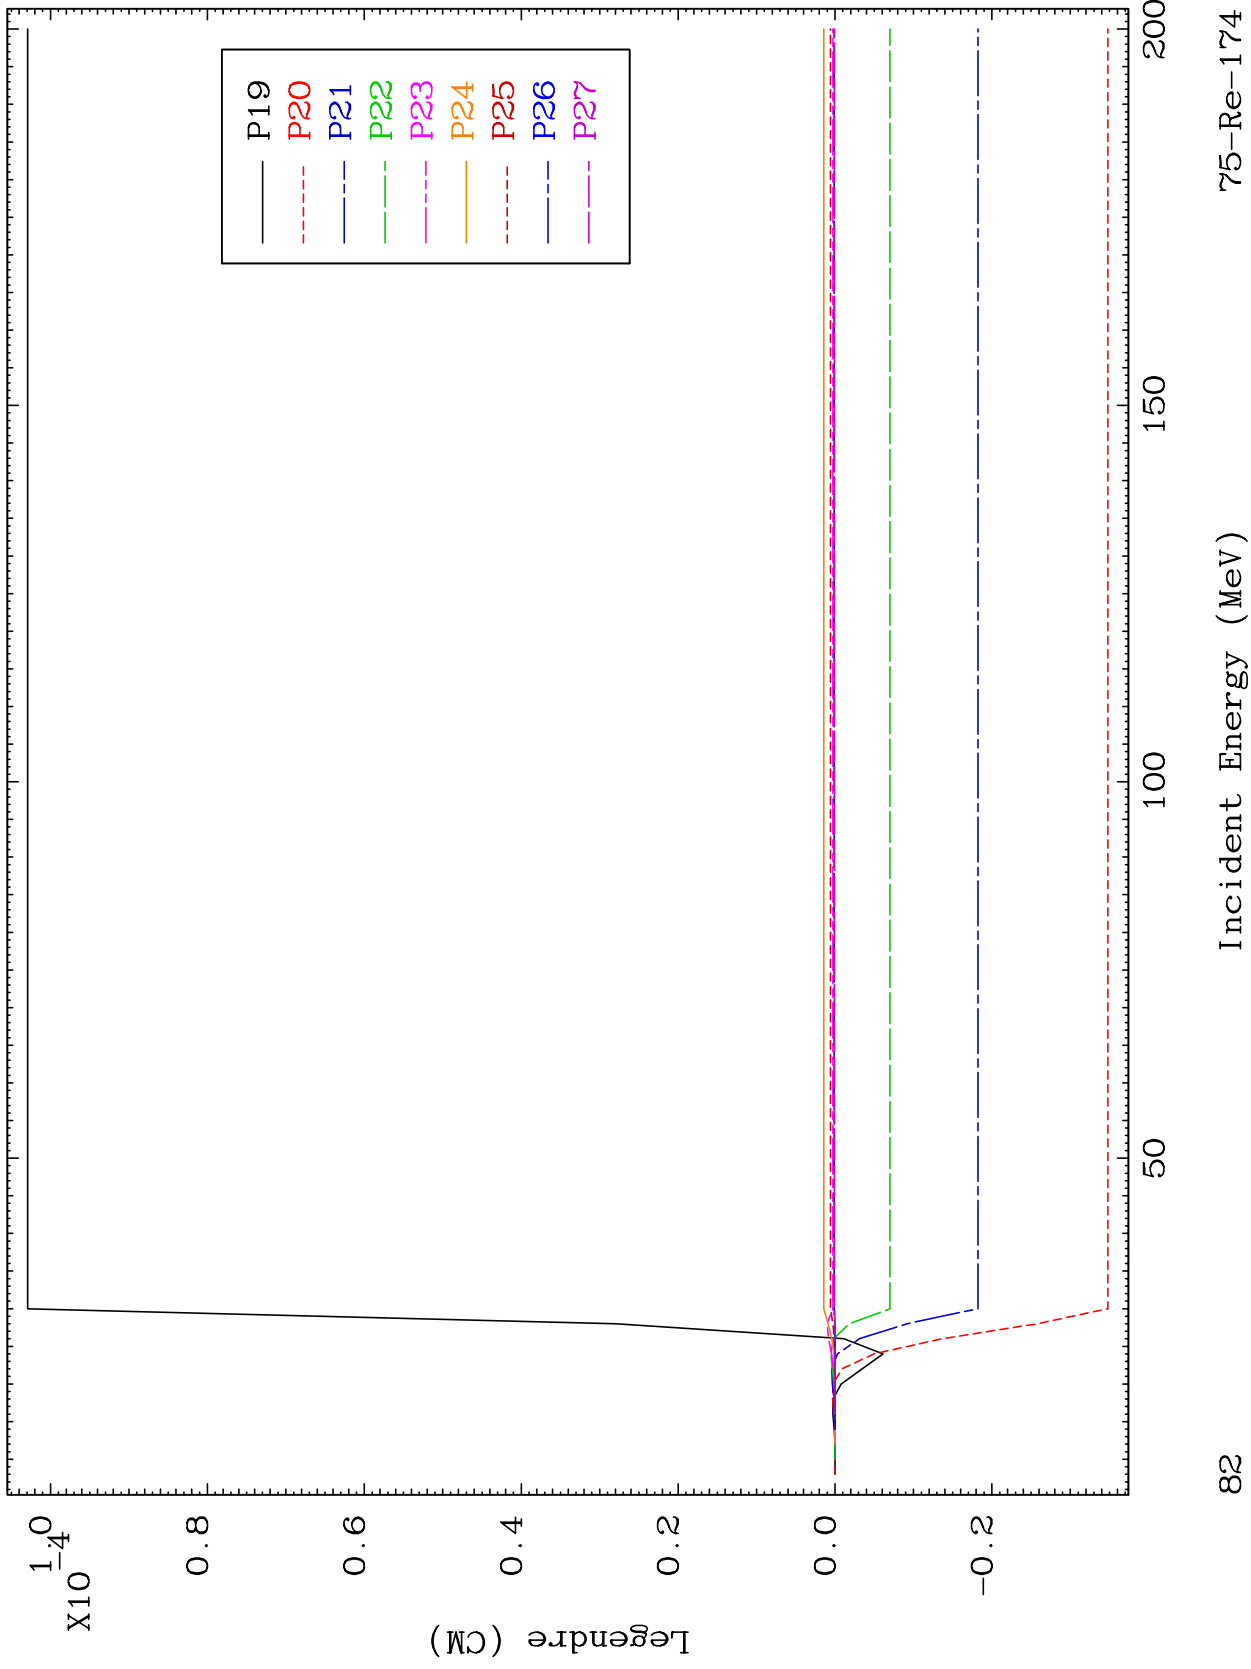 P19
P20
P21
P22
P23
P24
P25
P26
P27
X10
-4
1.0
0.8
0.6
0.4
0.2
0.0
-0.2
Legendre (CM)
50
100
150
200
Incident Energy (MeV)
82
75-Re-174